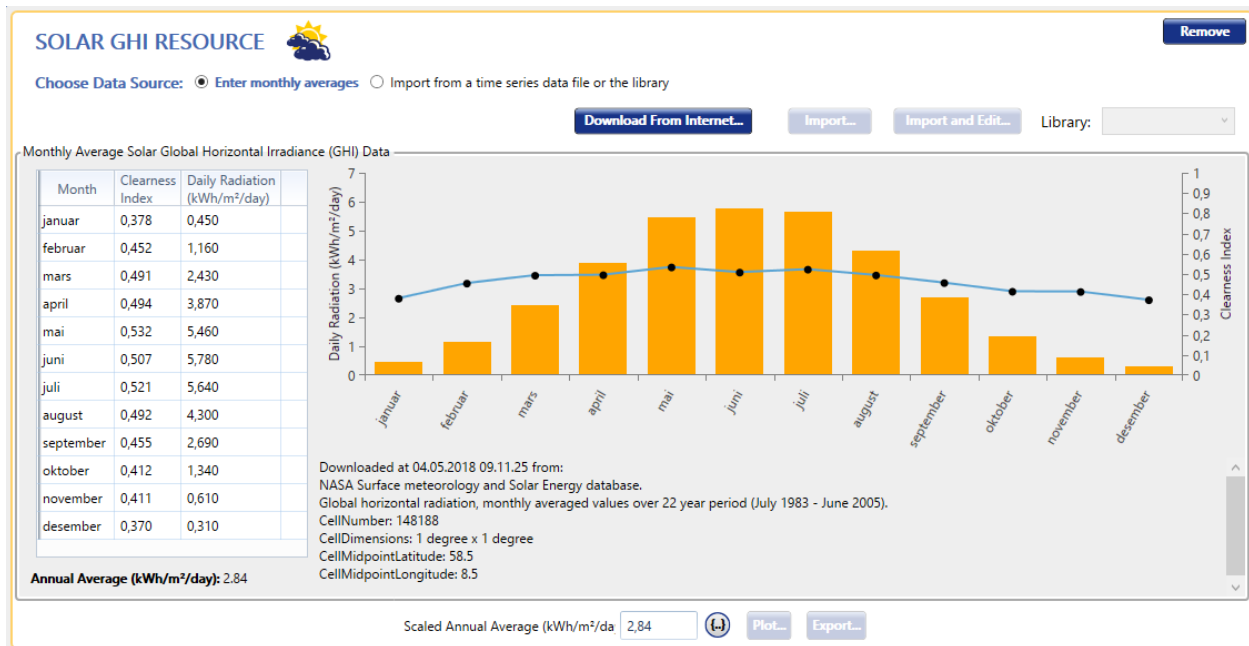 SOLAR GHI RESOURCE
Remove
Choose Data Source: Enter monthly averages Import from a time series data file or the library
Download From Internet... Import... Import and Edit... Library:
Monthly Average Solar Global Horizontal Irradiance (GHI) Data
Month Clearness Index Daily Radiation (kWh/m²/day)
januar 0,378 0,450
februar 0,452 1,160
mars 0,491 2,430
april 0,494 3,870
mai 0,532 5,460
juni 0,507 5,780
juli 0,521 5,640
august 0,492 4,300
september 0,455 2,690
oktober 0,412 1,340
november 0,411 0,610
desember 0,370 0,310
Annual Average (kWh/m²/day): 2.84
Daily Radiation (kWh/m²/day)
7
6
5
4
3
2
1
0
januar februar mars april mai juni juli august september oktober november desember
1
0,9
0,8
0,7
0,6
0,5
0,4
0,3
0,2
0,1
0
Clearness Index
Downloaded at 04.05.2018 09.11.25 from:
NASA Surface meteorology and Solar Energy database.
Global horizontal radiation, monthly averaged values over 22 year period (July 1983 - June 2005).
CellNumber: 148188
CellDimensions: 1 degree x 1 degree
CellMidpointLatitude: 58.5
CellMidpointLongitude: 8.5
Scaled Annual Average (kWh/m²/da 2,84 {..} Plot... Export...